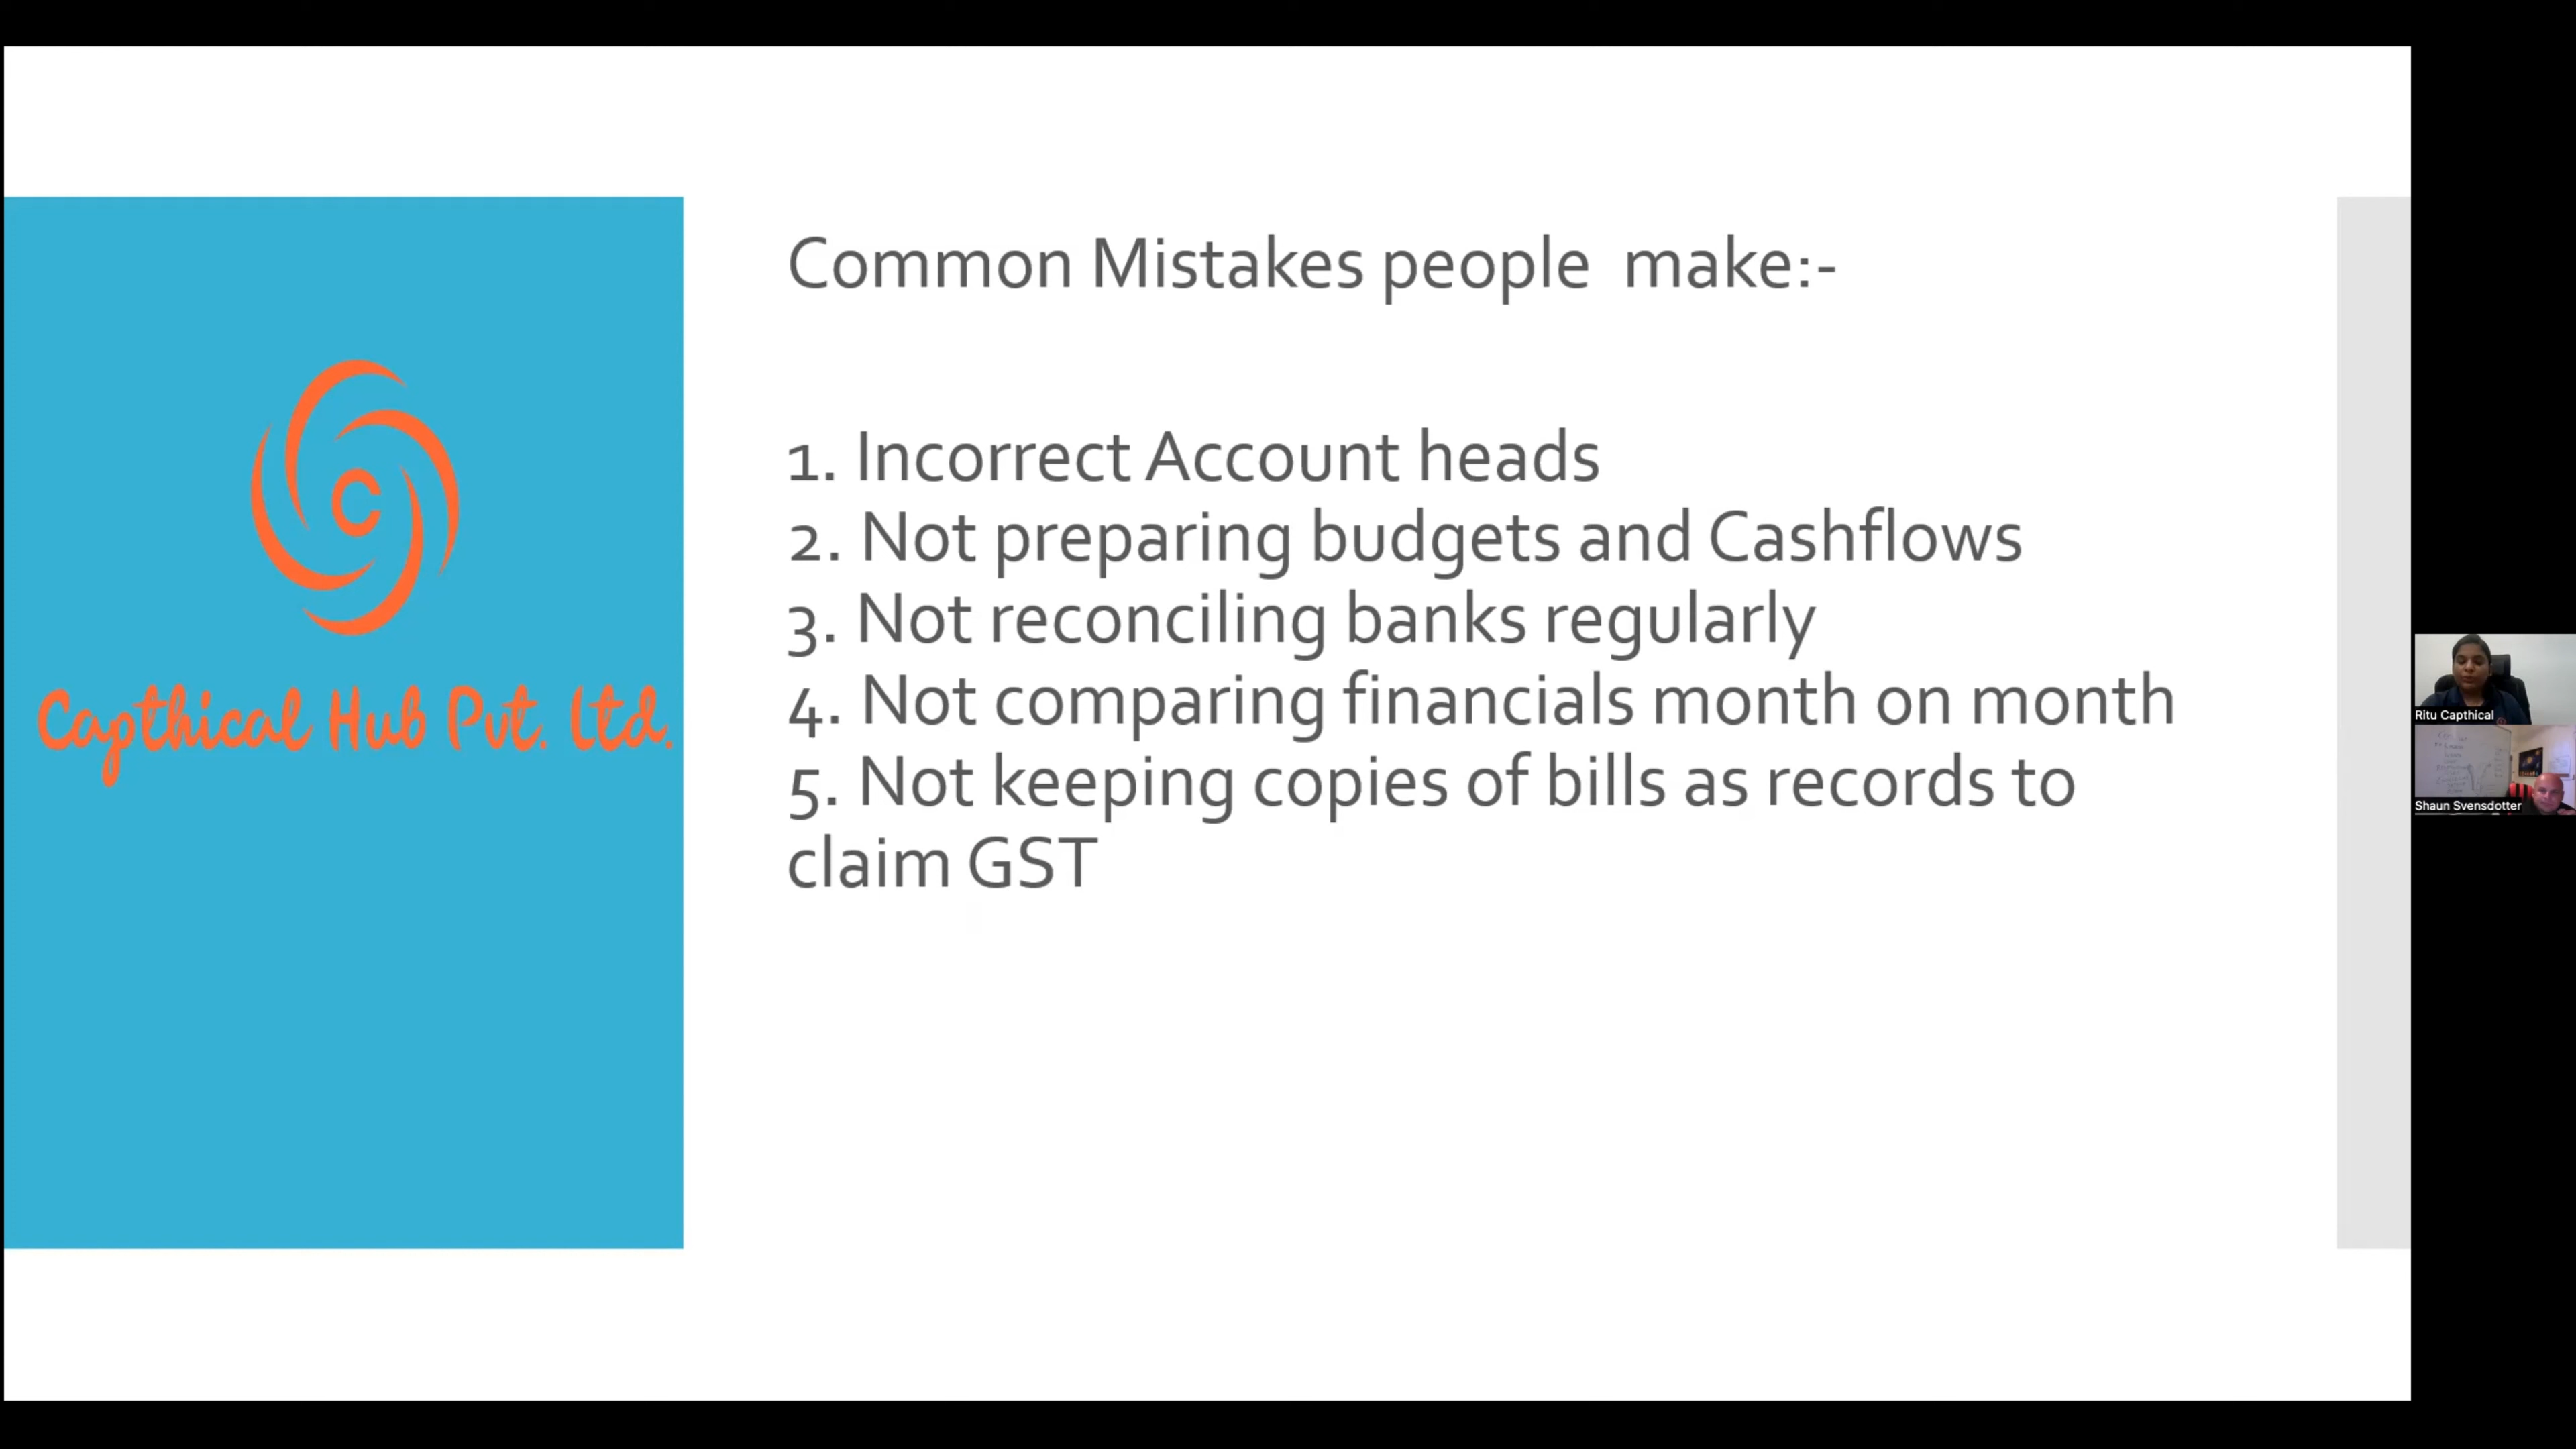 Common Mistakes people  make:-
1. Incorrect Account heads
2. Not preparing budgets and Cashflows
3. Not reconciling banks regularly
4. Not comparing financials month on month
5. Not keeping copies of bills as records to
claim GST
C
Capthical Hub Pvt. Ltd.
Ritu Capthical
Shaun Svensdotter